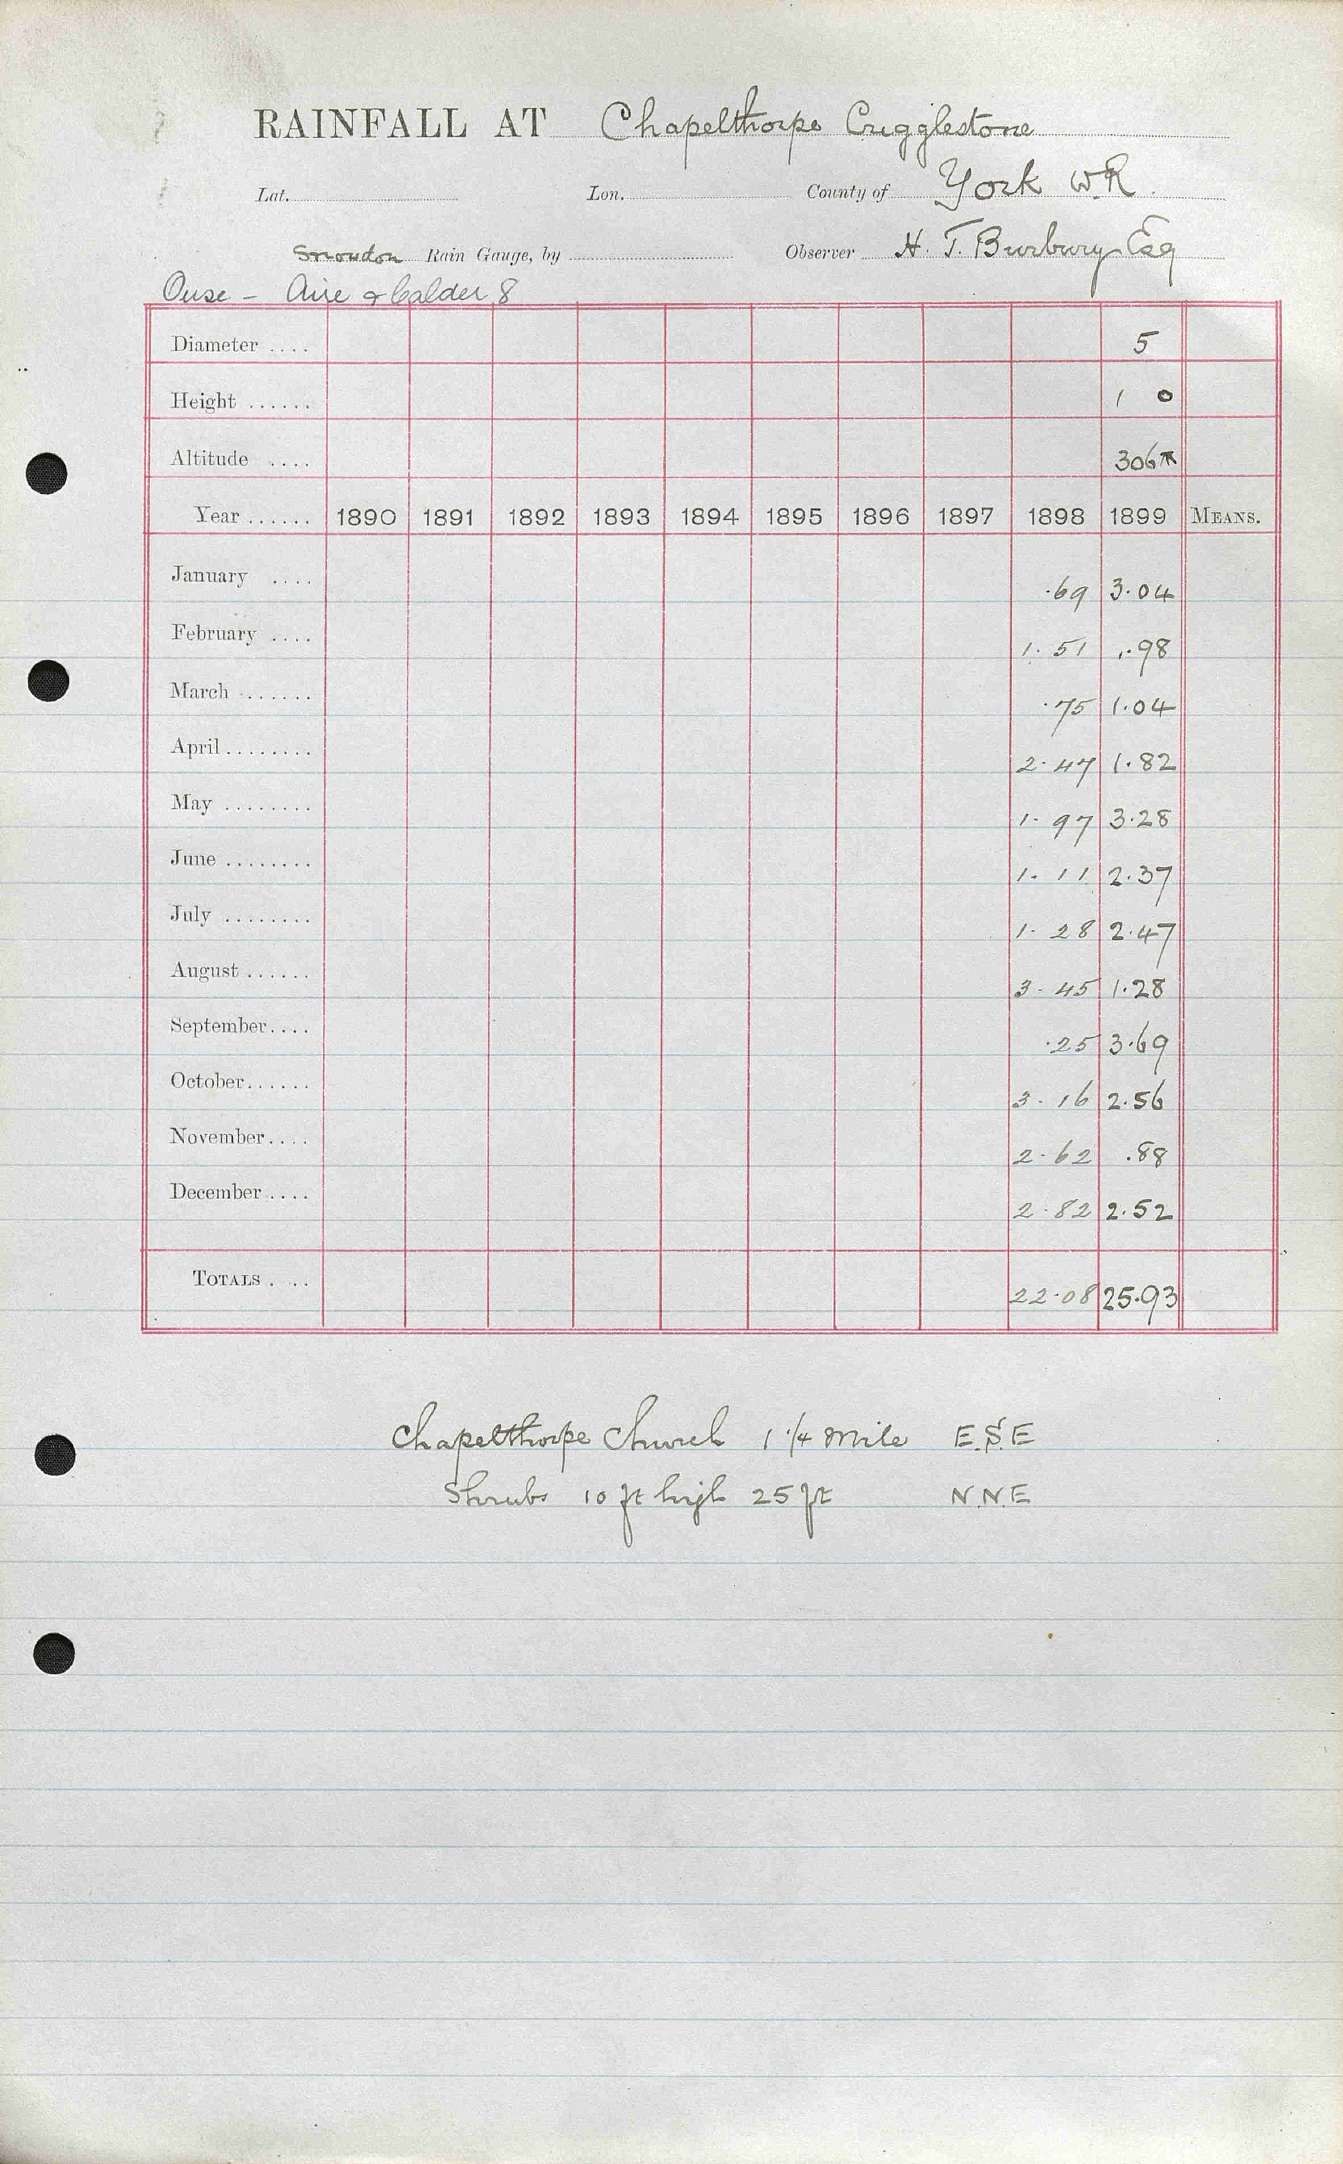 RAINFALL AT Chapelthorpe Crigglestone
Lat. Lon. County of York W.R.
Snowdon Rain Gauge, by Observer H. T. Burbury Esq
Ouse - Aire & Calder 8
Diameter .... 5
Height ...... 1 0
Altitude .... 306
Year ...... 1890 1891 1892 1893 1894 1895 1896 1897 1898 1899 MEANS.
January .... .69 3.04
February .... 1.51 .98
March ....... .75 1.04
April ........ 2.47 1.82
May ........ 1.97 3.28
June ........ 1.11 2.37
July ........ 1.28 2.47
August ...... 3.45 1.28
September.... .25 3.69
October...... 3.16 2.56
November.... 2.62 .88
December .... 2.82 2.52
TOTALS .... 22.08 25.93
Chapelthorpe Church 1 1/4 mile E.S.E
Shrubs 10 ft high 25 ft N.N.E